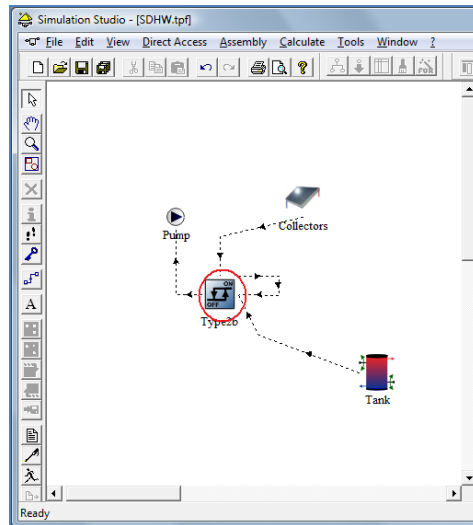 Simulation Studio - [SDHW.tpf]
File Edit View Direct Access Assembly Calculate Tools Window ?
FOR
A
Collectors
Pump
ON
OFF
Type2b
Tank
Ready